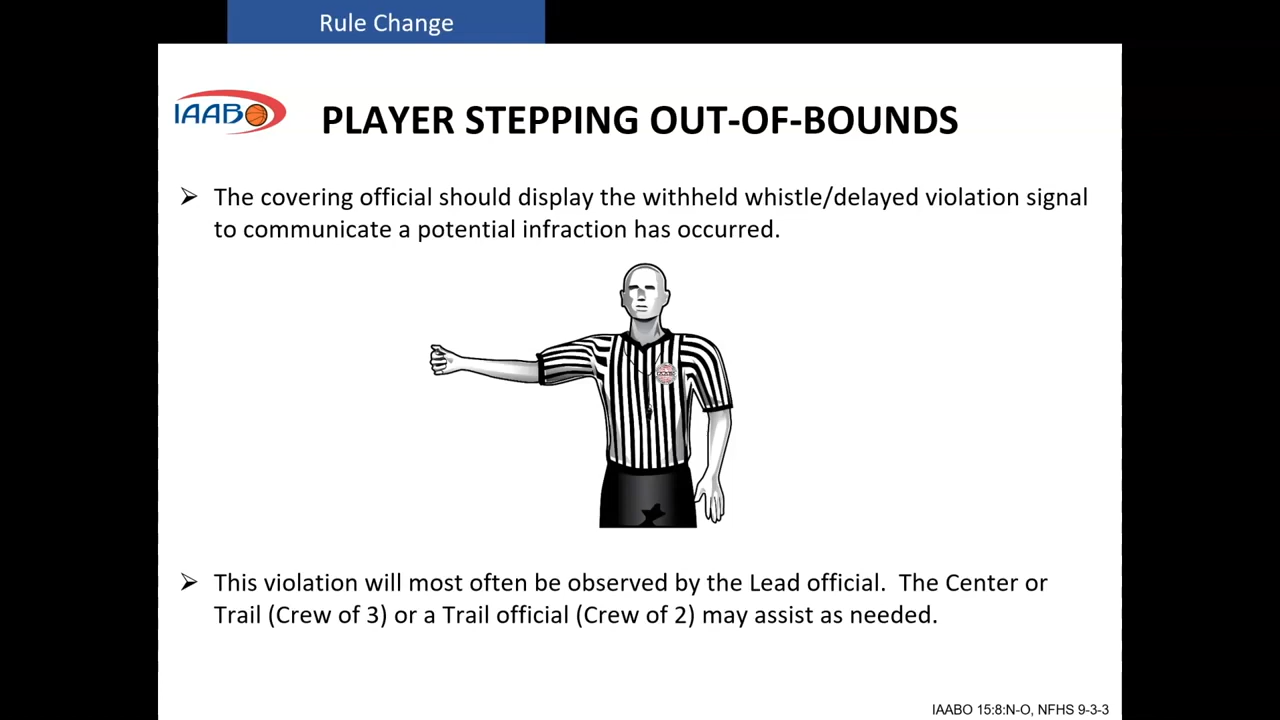 Rule Change
IAABO
PLAYER STEPPING OUT-OF-BOUNDS
➢ The covering official should display the withheld whistle/delayed violation signal
to communicate a potential infraction has occurred.
➢ This violation will most often be observed by the Lead official.  The Center or
Trail (Crew of 3) or a Trail official (Crew of 2) may assist as needed.
IAABO 15:8:N-O, NFHS 9-3-3